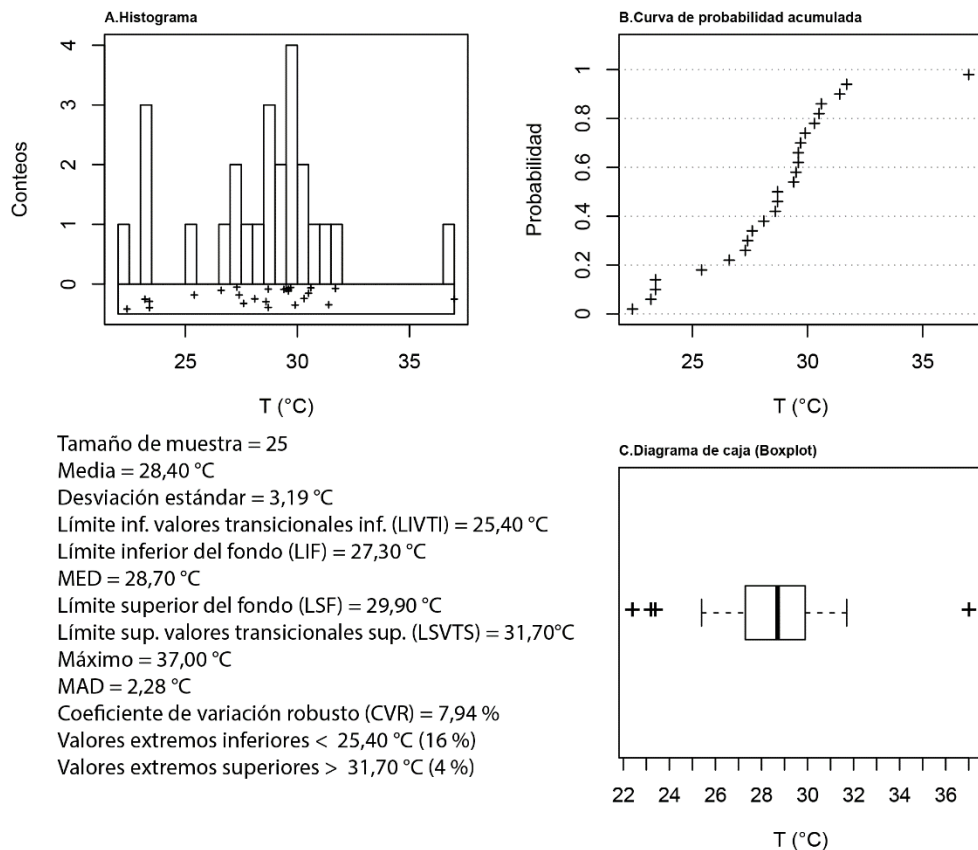 A.Histograma
4
3
2
1
0
Conteos
25 30 35
T (°C)
B.Curva de probabilidad acumulada
1
0.8
0.6
0.4
0.2
0
Probabilidad
25 30 35
T (°C)
Tamaño de muestra = 25
Media = 28,40 °C
Desviación estándar = 3,19 °C
Límite inf. valores transicionales inf. (LIVTI) = 25,40 °C
Límite inferior del fondo (LIF) = 27,30 °C
MED = 28,70 °C
Límite superior del fondo (LSF) = 29,90 °C
Límite sup. valores transicionales sup. (LSVTS) = 31,70°C
Máximo = 37,00 °C
MAD = 2,28 °C
Coeficiente de variación robusto (CVR) = 7,94 %
Valores extremos inferiores < 25,40 °C (16 %)
Valores extremos superiores > 31,70 °C (4 %)
C.Diagrama de caja (Boxplot)
22 24 26 28 30 32 34 36
T (°C)